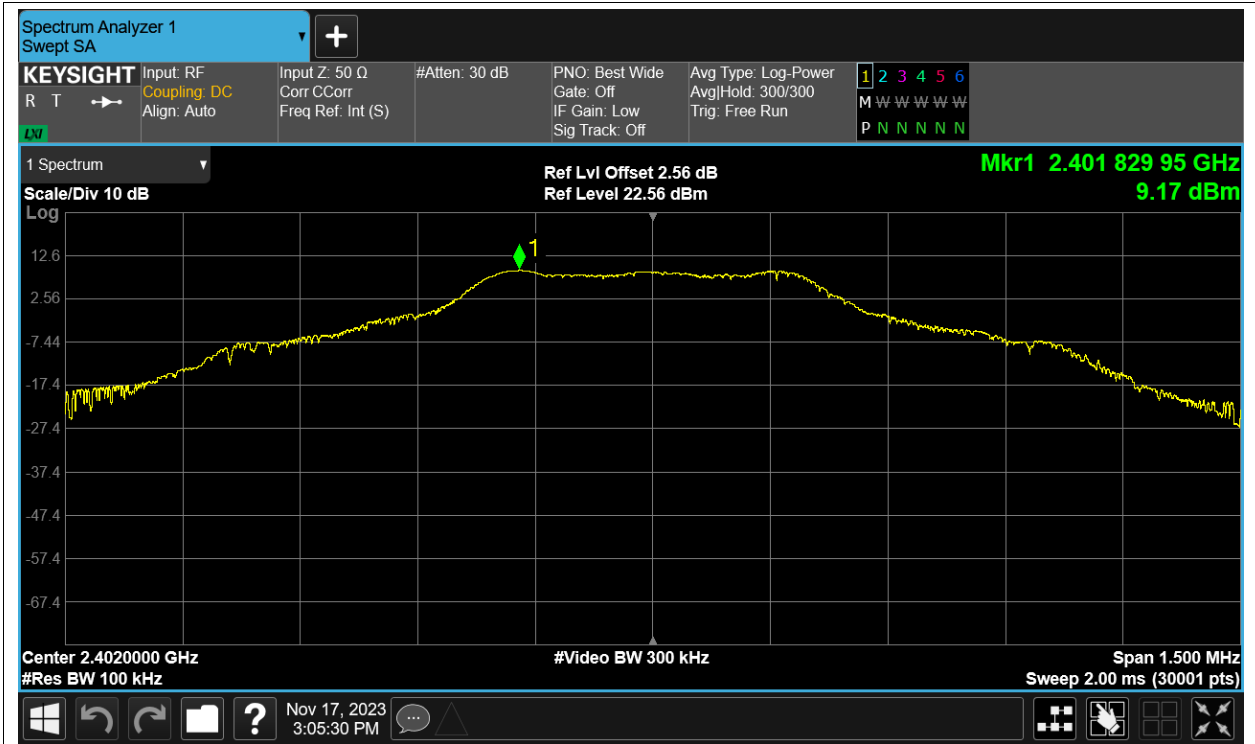 Spectrum Analyzer 1
Swept SA
KEYSIGHT
R T
LXI
Input: RF
Coupling: DC
Align: Auto
Input Z: 50 Ω
Corr CCorr
Freq Ref: Int (S)
#Atten: 30 dB
PNO: Best Wide
Gate: Off
IF Gain: Low
Sig Track: Off
Avg Type: Log-Power
Avg|Hold: 300/300
Trig: Free Run
1 2 3 4 5 6
M W W W W W
P N N N N N
1 Spectrum
Scale/Div 10 dB
Log
Ref Lvl Offset 2.56 dB
Ref Level 22.56 dBm
Mkr1 2.401 829 95 GHz
9.17 dBm
1
12.6
2.56
-7.44
-17.4
-27.4
-37.4
-47.4
-57.4
-67.4
Center 2.4020000 GHz
#Res BW 100 kHz
#Video BW 300 kHz
Span 1.500 MHz
Sweep 2.00 ms (30001 pts)
?
Nov 17, 2023
3:05:30 PM